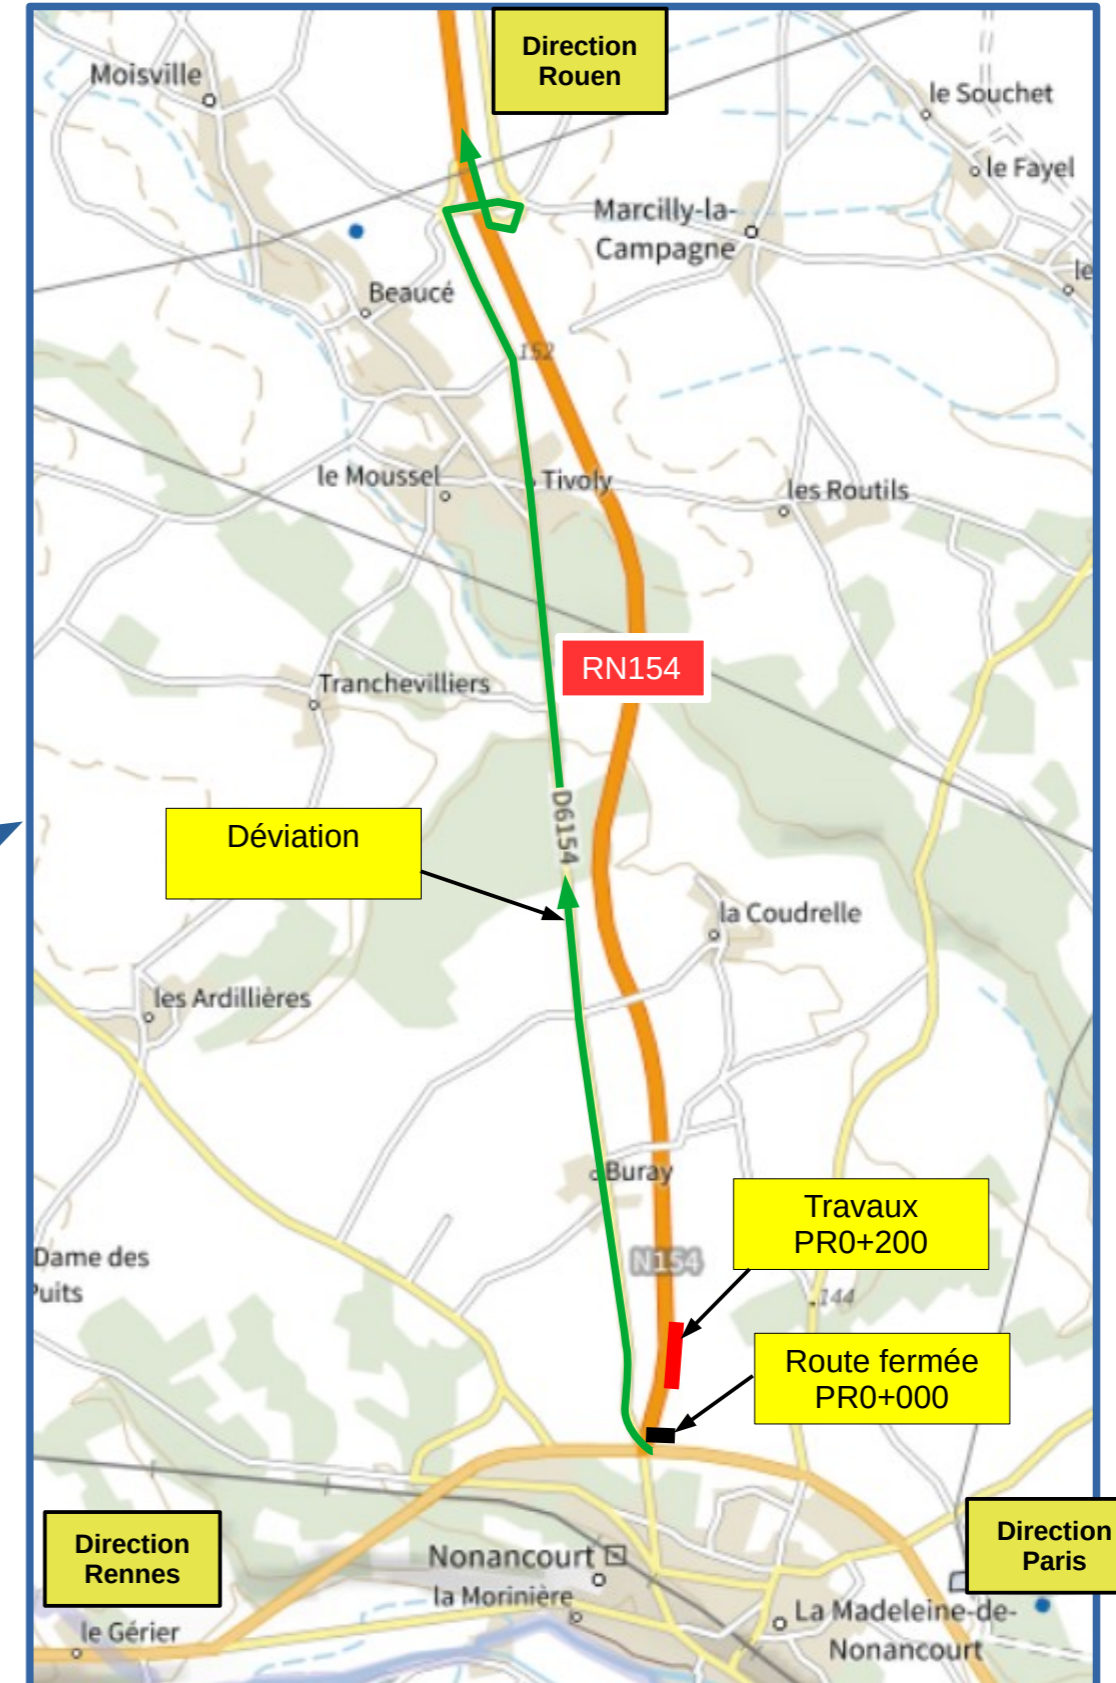 Direction
Rouen
Moisville
le Souchet
le Fayel
Marcilly-la-
Campagne
le
Beaucé
152
le Moussel
Tivoly
les Routils
RN154
Tranchevilliers
D6154
Déviation
la Coudrelle
les Ardillières
Buray
Travaux
PR0+200
N154
Dame des
Puits
144
Route fermée
PR0+000
Direction
Rennes
Direction
Paris
Nonancourt
la Morinière
le Gérier
La Madeleine-de-
Nonancourt